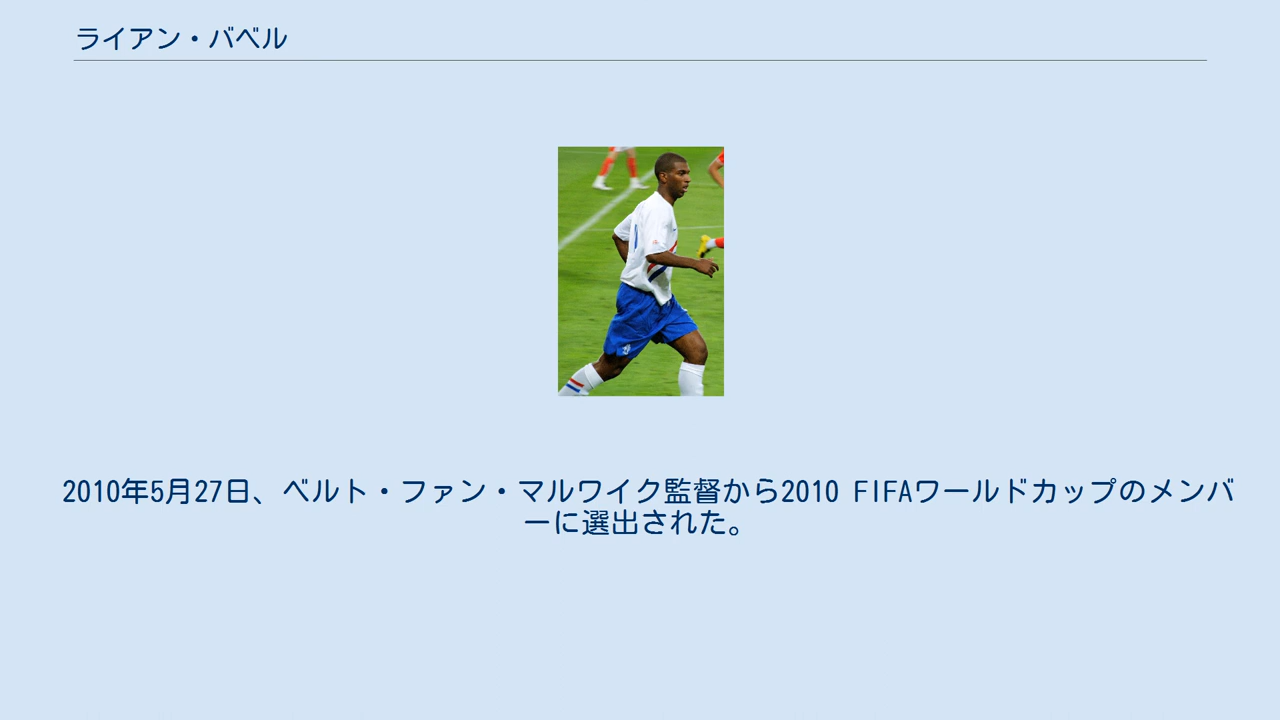 ライアン・バベル
2010年5月27日、ベルト・ファン・マルワイク監督から2010 FIFAワールドカップのメンバ
ーに選出された。